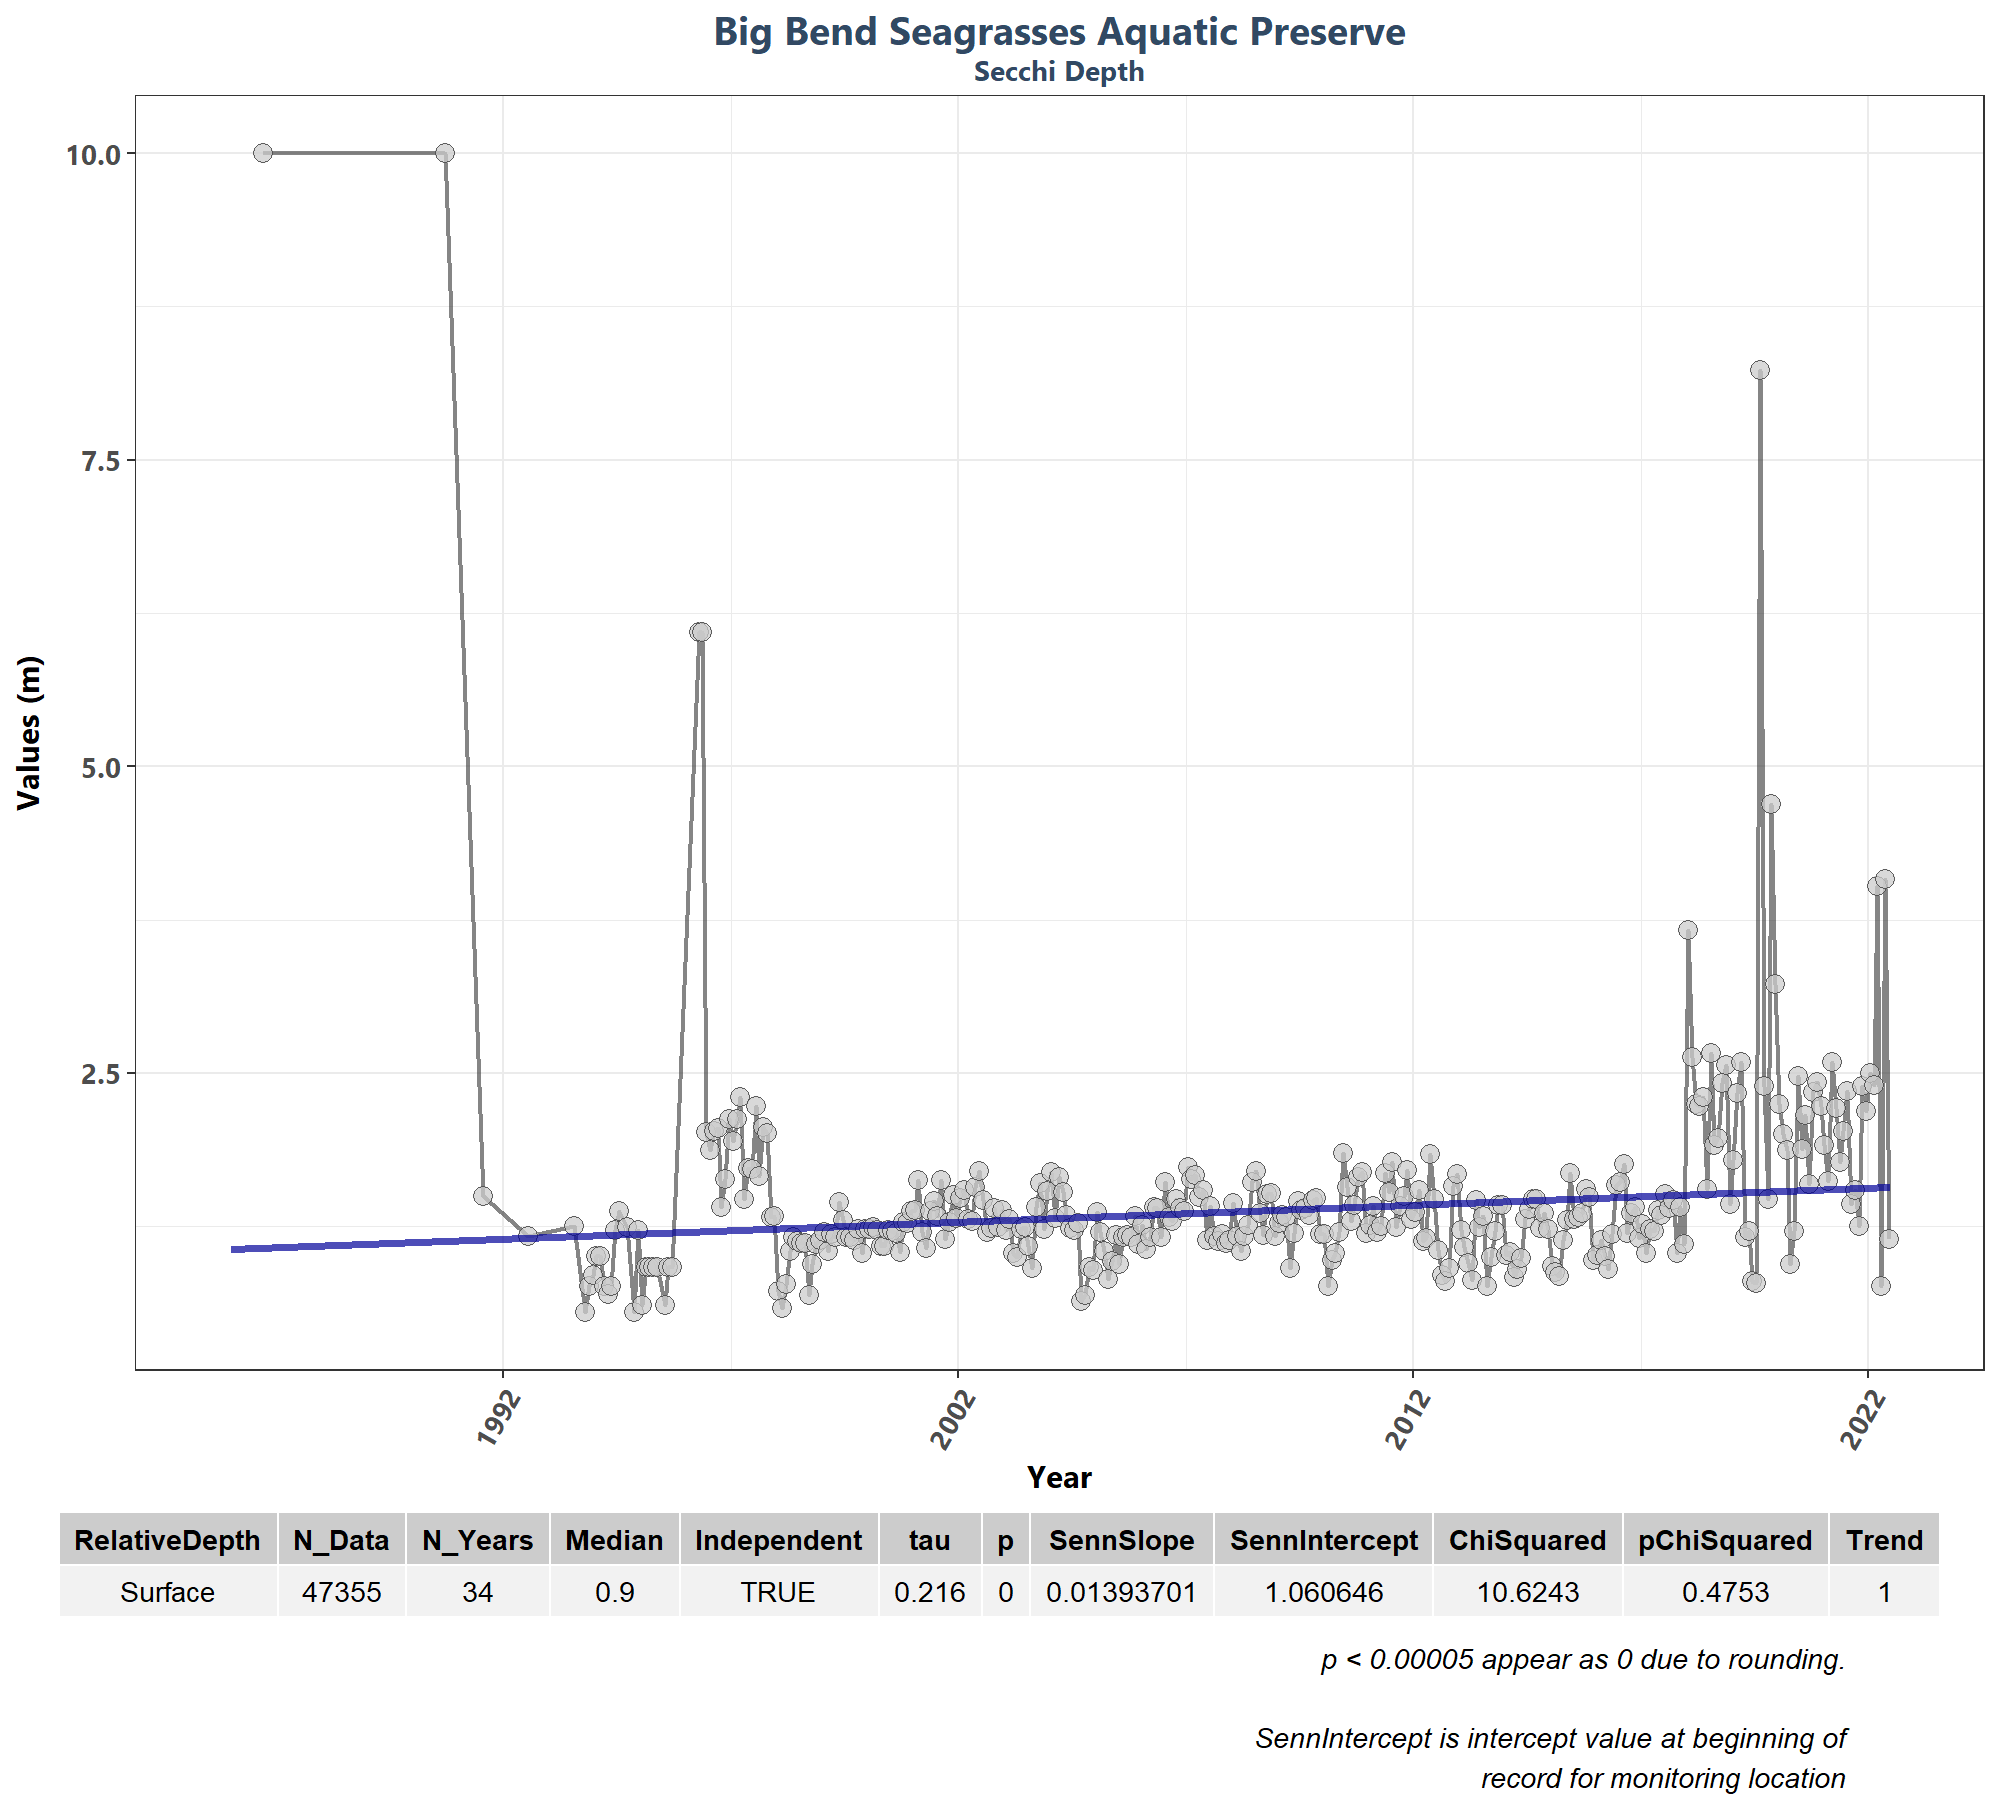 Big Bend Seagrasses Aquatic Preserve
Secchi Depth
10.0
7.5
5.0
2.5
Values (m)
1992
2002
2012
2022
Year
RelativeDepth N_Data N_Years Median Independent tau p SennSlope SennIntercept ChiSquared pChiSquared Trend
Surface 47355 34 0.9 TRUE 0.216 0 0.01393701 1.060646 10.6243 0.4753 1
p < 0.00005 appear as 0 due to rounding.
SennIntercept is intercept value at beginning of
record for monitoring location